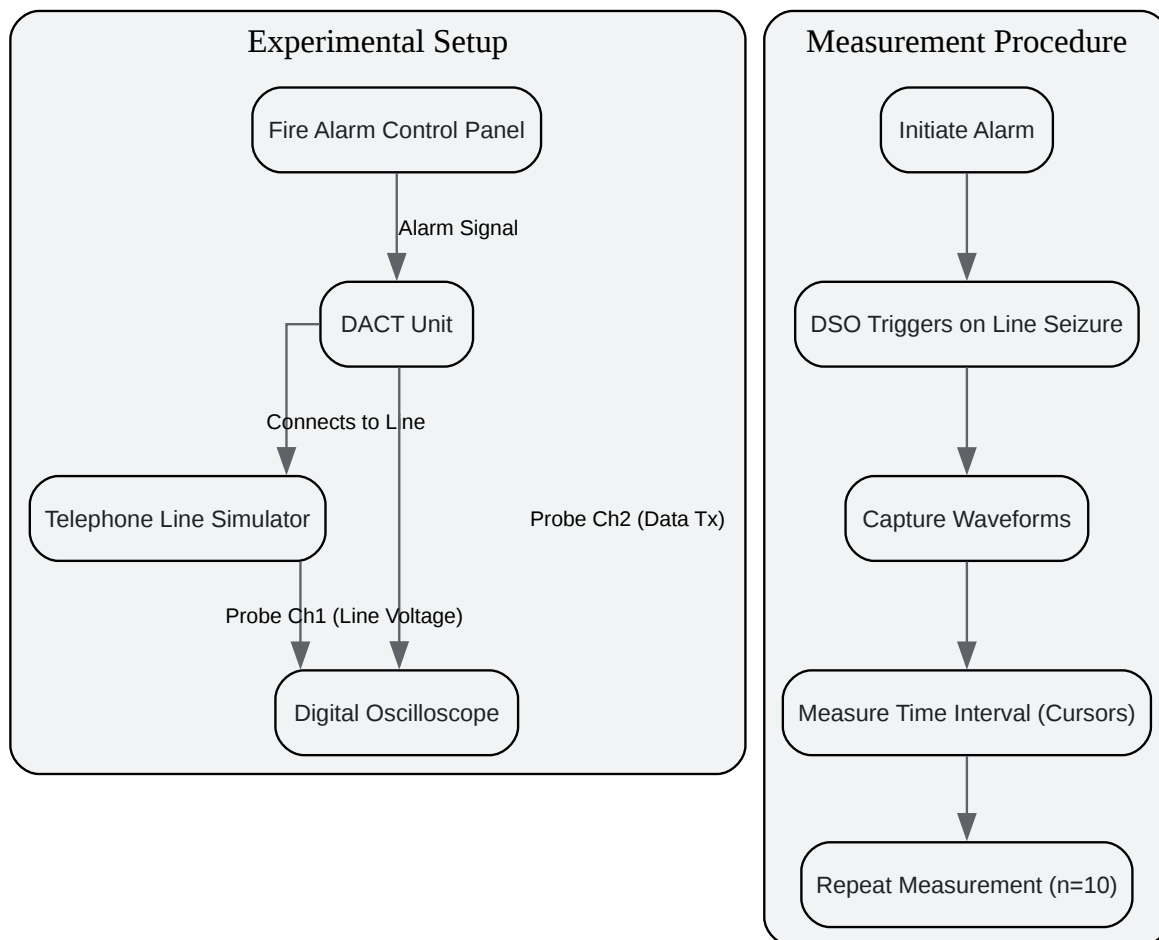 Experimental Setup
Fire Alarm Control Panel
Alarm Signal
DACT Unit
Connects to Line
Telephone Line Simulator
Probe Ch2 (Data Tx)
Probe Ch1 (Line Voltage)
Digital Oscilloscope
Measurement Procedure
Initiate Alarm
DSO Triggers on Line Seizure
Capture Waveforms
Measure Time Interval (Cursors)
Repeat Measurement (n=10)